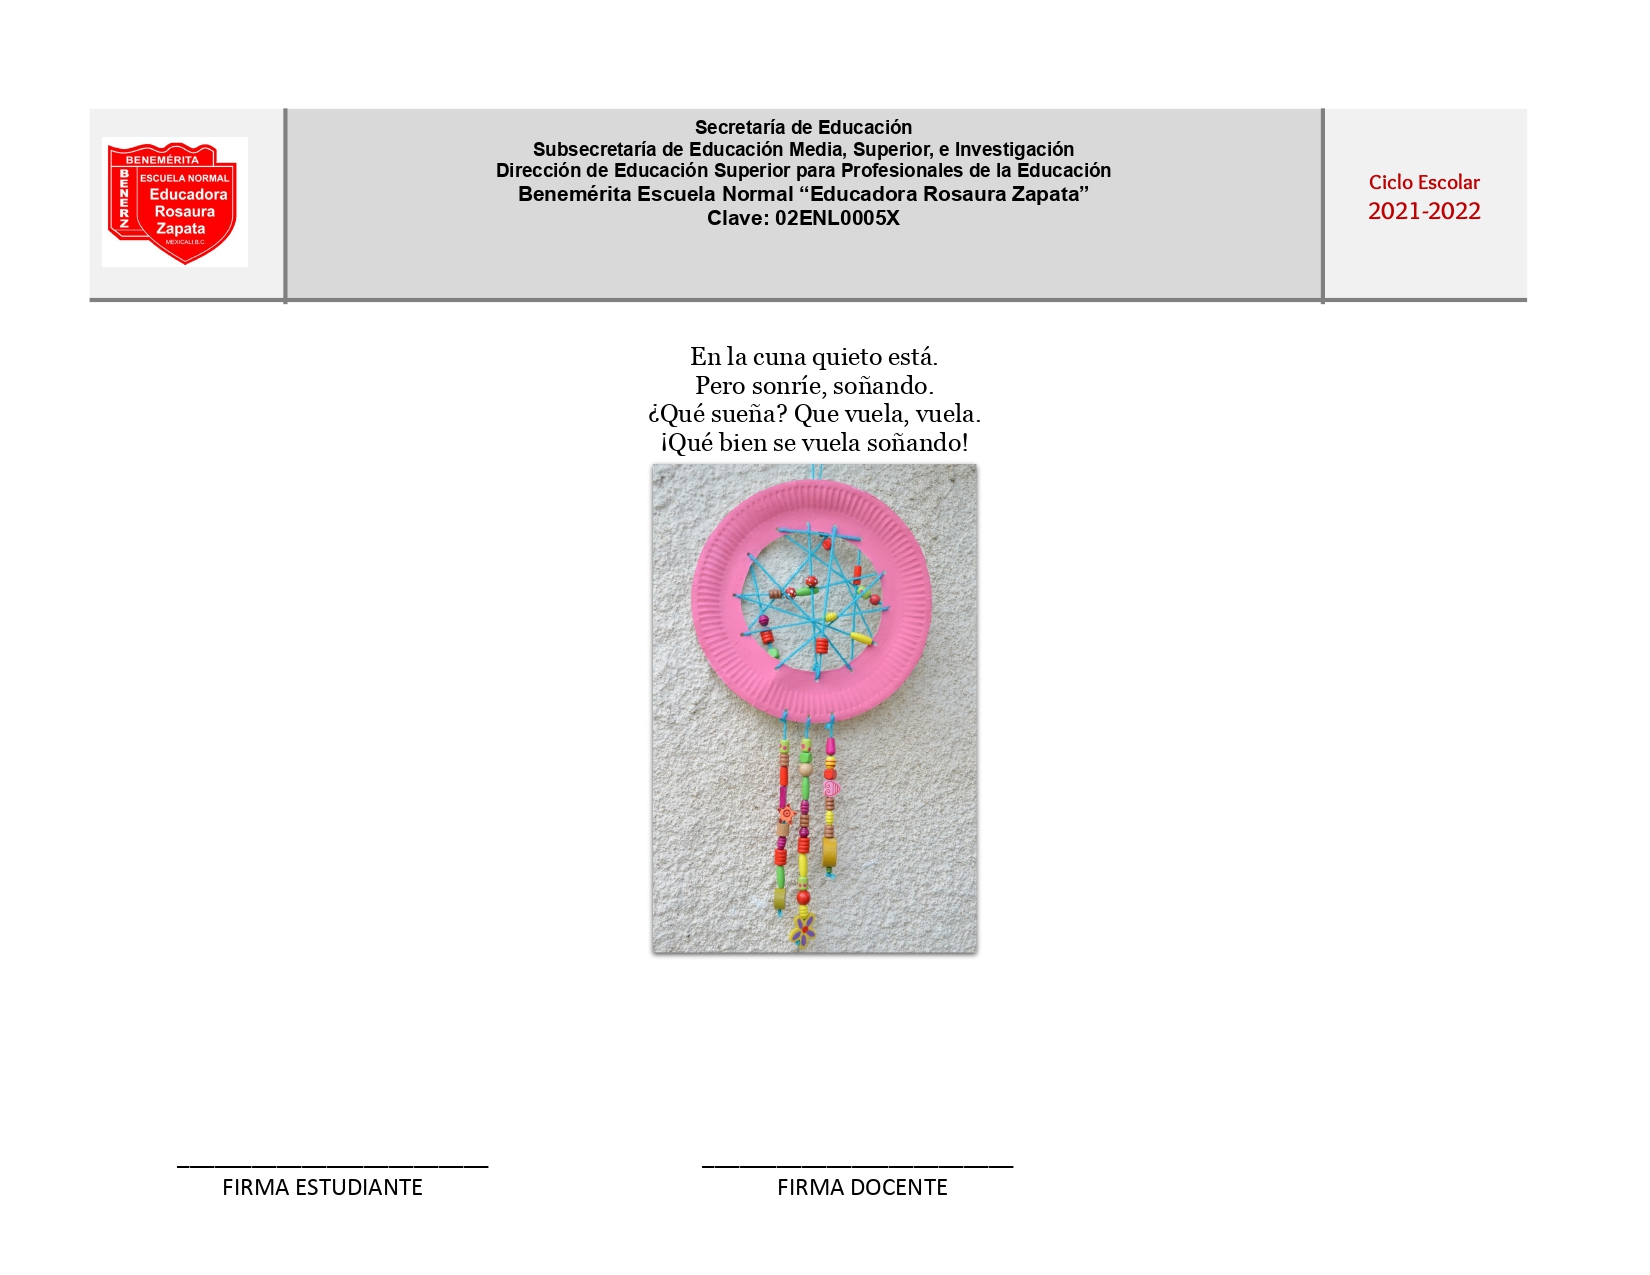 BENEMÉRITA
BENERZ
ESCUELA NORMAL
Educadora
Rosaura
Zapata
MEXICALI.B.C.
Secretaría de Educación
Subsecretaría de Educación Media, Superior, e Investigación
Dirección de Educación Superior para Profesionales de la Educación
Benemérita Escuela Normal “Educadora Rosaura Zapata”
Clave: 02ENL0005X
Ciclo Escolar
2021-2022
En la cuna quieto está.
Pero sonríe, soñando.
¿Qué sueña? Que vuela, vuela.
¡Qué bien se vuela soñando!
FIRMA ESTUDIANTE
FIRMA DOCENTE